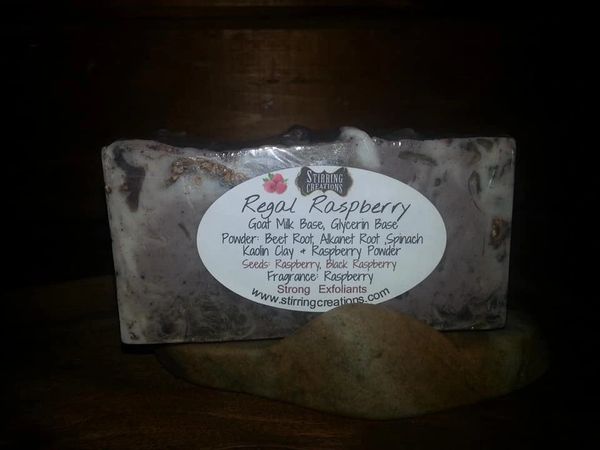 STIRRING
CREATIONS
Regal Raspberry
Goat Milk Base, Glycerin Base
Powder: Beet Root, Alkanet Root ,Spinach
Kaolin Clay & Raspberry Powder
Seeds: Raspberry, Black Raspberry
Fragrance: Raspberry
Strong Exfoliants
www.stirringcreations.com